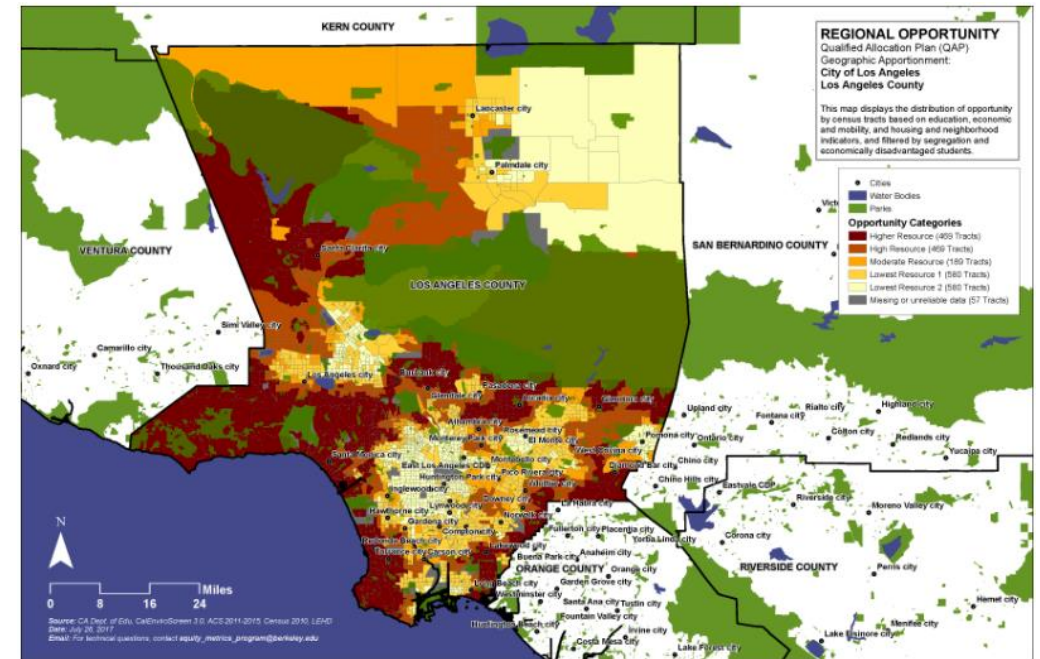 KERN COUNTY
REGIONAL OPPORTUNITY
Qualified Allocation Plan (QAP)
Geographic Apportionment:
City of Los Angeles
Los Angeles County
This map displays the distribution of opportunity
by census tracts based on education, economic
and mobility, and housing and neighborhood
indicators, and filtered by segregation and
economically disadvantaged students.
Cities
Water Bodies
Parks
Opportunity Categories
Higher Resource (469 Tracts)
High Resource (469 Tracts)
Moderate Resource (189 Tracts)
Lowest Resource 1 (560 Tracts)
Lowest Resource 2 (560 Tracts)
Missing or unreliable data (57 Tracts)
Lancaster city
Palmdale city
VENTURA COUNTY
Santa Clarita city
SAN BERNARDINO COUNTY
LOS ANGELES COUNTY
Simi Valley city
Camarillo city
Oxnard city
Thousand Oaks city
Los Angeles city
Burbank city
Glendale city
Pasadena city
Arcadia city
Glendora city
Upland city
Fontana city
Rialto city
Highland city
Alhambra city
Rosemead city
Monterey Park city
El Monte city
West Covina city
Pomona city
Ontario city
Colton city
Redlands city
Yucaipa city
Santa Monica city
East Los Angeles CDP
Montebello city
Diamond Bar city
Chino city
Huntington Park city
Pico Rivera city
Whittier city
Chino Hills city
Eastvale CDP
Inglewood city
Downey city
La Habra city
Riverside city
Moreno Valley city
Hawthorne city
Lynwood city
Norwalk city
Gardena city
Compton city
Fullerton city
Placentia city
Yorba Linda city
Corona city
Redondo Beach city
Lakewood city
Anaheim city
Torrance city
Carson city
Buena Park city
ORANGE COUNTY
Orange city
RIVERSIDE COUNTY
Perris city
Long Beach city
Garden Grove city
Westminster city
Santa Ana city
Tustin city
Hemet city
Fountain Valley city
Huntington Beach city
Irvine city
Menifee city
Costa Mesa city
Lake Elsinore city
Lake Forest city
N
Miles
0 8 16 24
Source: CA Dept. of Edu, CalEnviroScreen 3.0, ACS 2011-2015, Census 2010, LEHD
Date: July 26, 2017
Email: For technical questions, contact equity_metrics_program@berkeley.edu